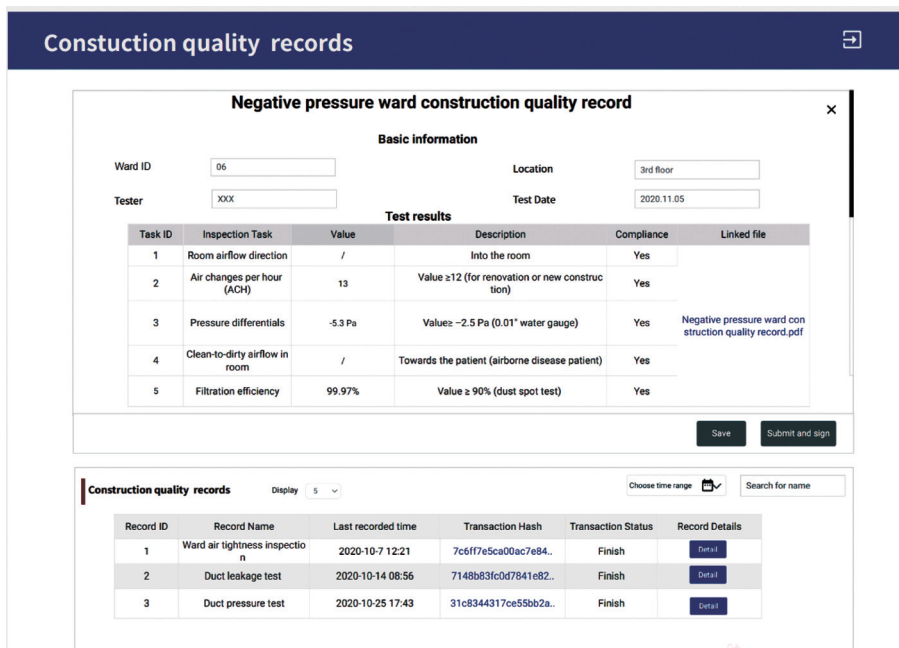 Constuction quality records
Negative pressure ward construction quality record
×
Basic information
Ward ID 06 Location 3rd floor
Tester XXX Test Date 2020.11.05
Test results
Task ID Inspection Task Value Description Compliance Linked file
1 Room airflow direction / Into the room Yes
2 Air changes per hour (ACH) 13 Value ≥12 (for renovation or new construc tion) Yes
3 Pressure differentials -5.3 Pa Value≥ −2.5 Pa (0.01" water gauge) Yes
Negative pressure ward con
struction quality record.pdf
4 Clean-to-dirty airflow in room / Towards the patient (airborne disease patient) Yes
5 Filtration efficiency 99.97% Value ≥ 90% (dust spot test) Yes
Save Submit and sign
Construction quality records Display 5 Choose time range Search for name
Record ID Record Name Last recorded time Transaction Hash Transaction Status Record Details
1 Ward air tightness inspectio n 2020-10-7 12:21 7c6ff7e5ca00ac7e84.. Finish Detail
2 Duct leakage test 2020-10-14 08:56 7148b83fc0d7841e82.. Finish Detail
3 Duct pressure test 2020-10-25 17:43 31c8344317ce55bb2a.. Finish Detail